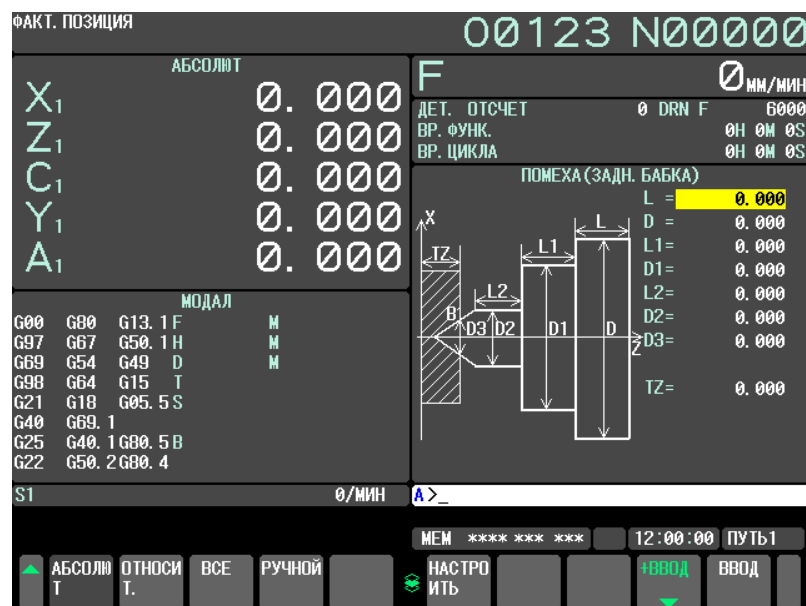 ФАКТ. ПОЗИЦИЯ
O0123 N00000
АБСОЛЮТ
X1 0.000
Z1 0.000
C1 0.000
Y1 0.000
A1 0.000
F 0 ММ/МИН
ДЕТ. ОТСЧЕТ 0 DRN F 6000
ВР. ФУНК. 0H 0M 0S
ВР. ЦИКЛА 0H 0M 0S
МОДАЛ
G00 G80 G13.1 F M
G97 G67 G50.1 H M
G69 G54 G49 D M
G98 G64 G15 T
G21 G18 G05.5 S
G40 G69.1
G25 G40.1 G80.5 B
G22 G50.2 G80.4
ПОМЕХА(ЗАДН. БАБКА)
L = 0.000
D = 0.000
L1= 0.000
D1= 0.000
L2= 0.000
D2= 0.000
D3= 0.000
TZ= 0.000
X
L
L1
TZ
L2
B
D3 D2 D1 D
Z
S1 0/МИН
A>_
MEM **** *** *** 12:00:00 ПУТЬ1
АБСОЛЮ ОТНОСИ ВСЕ РУЧНОЙ НАСТРО +ВВОД ВВОД
Т Т. ИТЬ